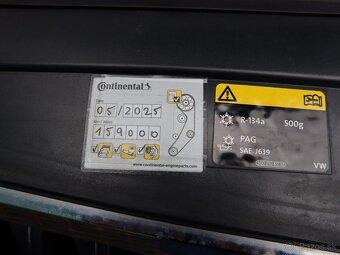 Continental
05/2025
159000
www.continental-engineparts.com
R-134a 500g
PAG
SAE J639
VW